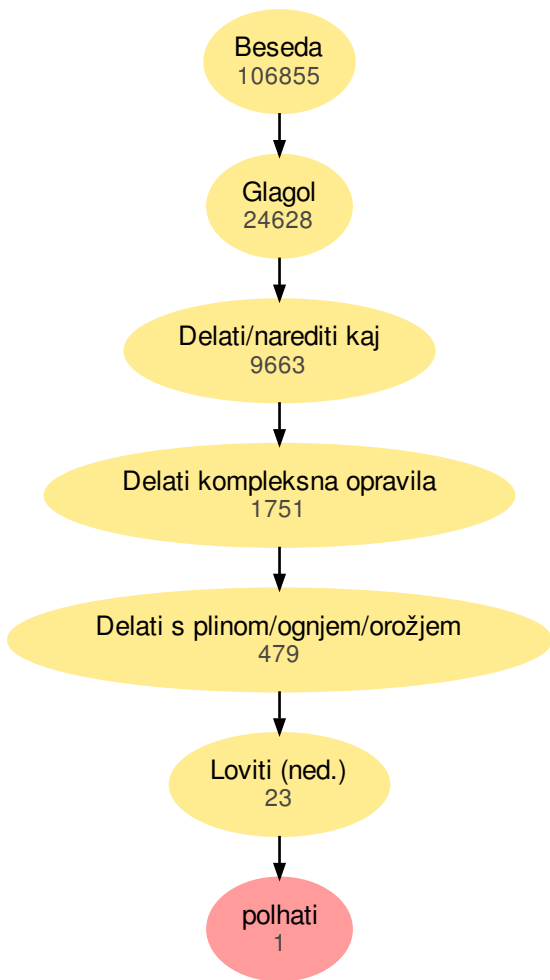 Beseda
106855
Glagol
24628
Delati/narediti kaj
9663
Delati kompleksna opravila
1751
Delati s plinom/ognjem/orožjem
479
Loviti (ned.)
23
polhati
1